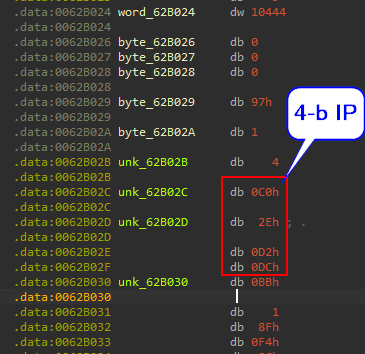 .data:0062B024 word_62B024 dw 10444
.data:0062B024
.data:0062B026 byte_62B026 db 0
.data:0062B027 byte_62B027 db 0
.data:0062B028 byte_62B028 db 0
.data:0062B028
.data:0062B029 byte_62B029 db 97h
.data:0062B029
.data:0062B02A byte_62B02A db 1
.data:0062B02A
.data:0062B02B unk_62B02B db 4
.data:0062B02B
.data:0062B02C unk_62B02C db 0C0h
.data:0062B02C
.data:0062B02D unk_62B02D db 2Eh ; .
.data:0062B02D
.data:0062B02E db 0D2h
.data:0062B02F db 0DCh
.data:0062B030 unk_62B030 db 0BBh
.data:0062B030
.data:0062B031 db 1
.data:0062B032 db 8Fh
.data:0062B033 db 0F4h
4-b IP